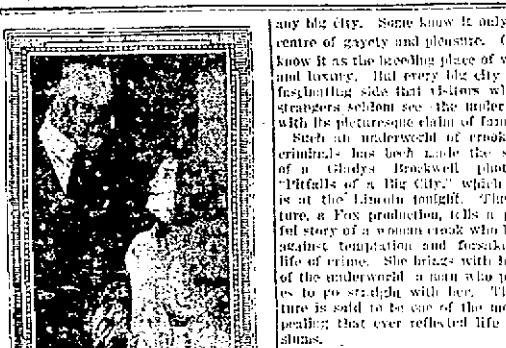 any big city. Some know it only
centre of gayety and pleasure.
know it as the breeding place of
and luxury. But every big city
fascinating side that visitors
strangers seldom see the under
with its picturesque claim of
Such an underworld of crook
criminals has been made the s
of a Gladys Brockwell phot
"Pitfalls of a Big City," which
is at the Lincoln tonight. The
ture, a Fox production, tells a p
ful story of a woman crook who
against temptation and forsake
life of crime. She brings with h
of the underworld a man who p
es to go straight with her. Th
ture is said to be one of the mo
pealing that ever reflected life
slums.